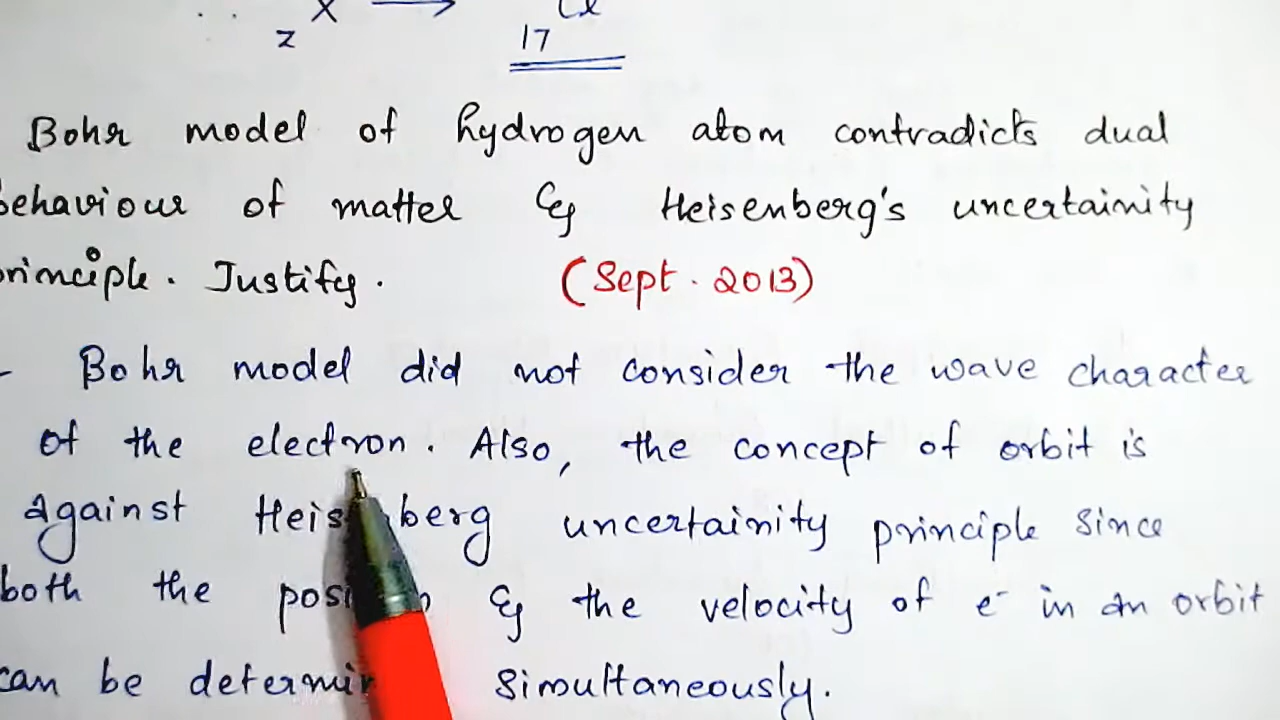 z X → 17 Cl
Bohr model of hydrogen atom contradicts dual
behaviour of matter & Heisenberg's uncertainity
principle. Justify. (Sept. 2013)
- Bohr model did not consider the wave character
of the electron. Also, the concept of orbit is
against Heisenberg uncertainity principle since
both the & the velocity of e⁻ in an orbit
can be simultaneously.